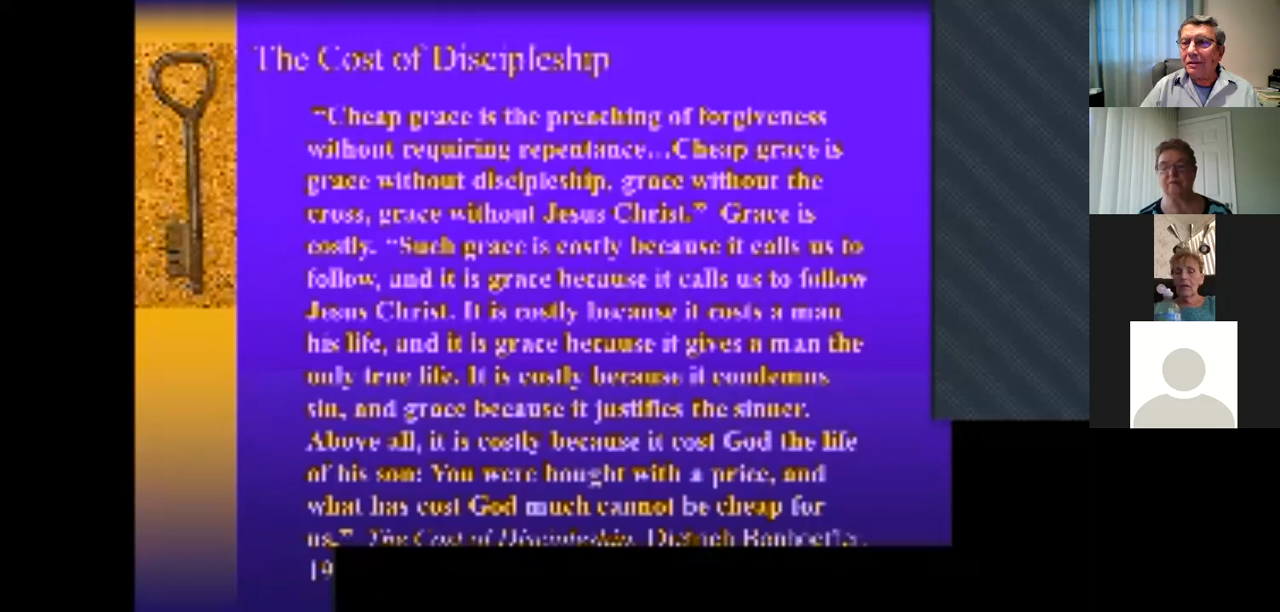 The Cost of Discipleship
"Cheap grace is the preaching of forgiveness
without requiring repentance...Cheap grace is
grace without discipleship, grace without the
cross, grace without Jesus Christ." Grace is
costly. "Such grace is costly because it calls us to
follow, and it is grace because it calls us to follow
Jesus Christ. It is costly because it costs a man
his life, and it is grace because it gives a man the
only true life. It is costly because it condemns
sin, and grace because it justifies the sinner.
Above all, it is costly because it cost God the life
of his son: You were bought with a price, and
what has cost God much cannot be cheap for
us." The Cost of Discipleship,
19